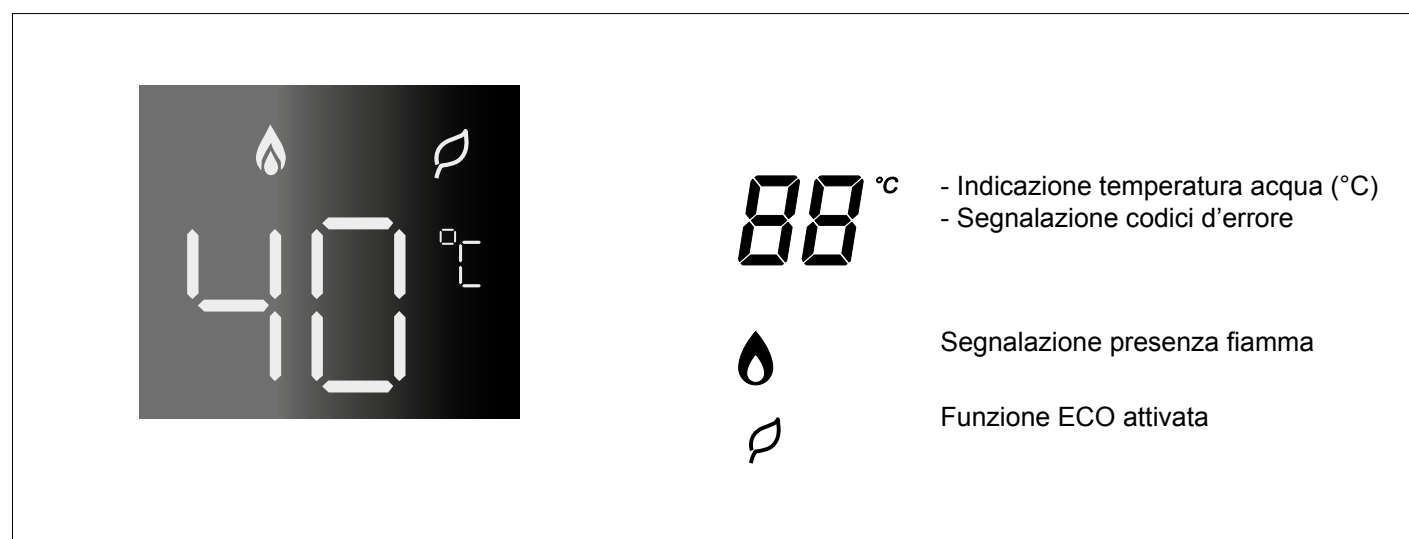 40 °C
88 °C
- Indicazione temperatura acqua (°C)
- Segnalazione codici d’errore
Segnalazione presenza fiamma
Funzione ECO attivata